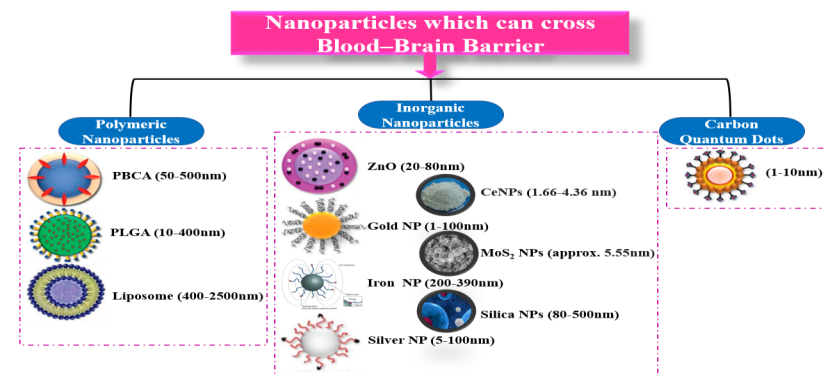 Nanoparticles which can cross
Blood–Brain Barrier
Polymeric
Nanoparticles
PBCA (50-500nm)
PLGA (10-400nm)
Liposome (400-2500nm)
Inorganic
Nanoparticles
ZnO (20-80nm)
CeNPs (1.66-4.36 nm)
Gold NP (1-100nm)
MoS₂ NPs (approx. 5.55nm)
Iron NP (200-390nm)
Silica NPs (80-500nm)
Silver NP (5-100nm)
Carbon
Quantum Dots
(1-10nm)